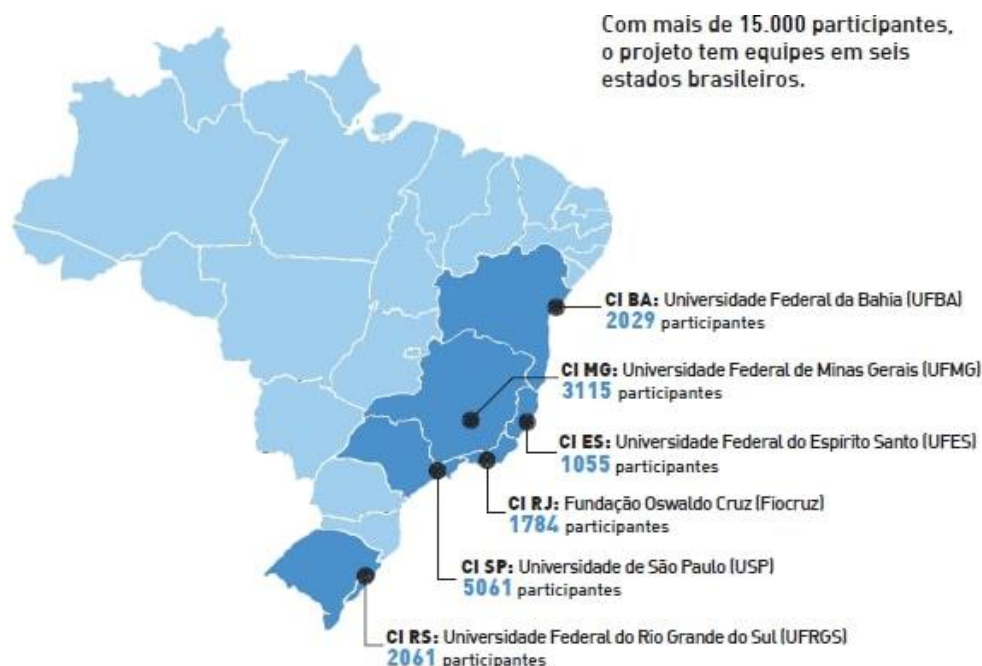 Com mais de 15.000 participantes,
o projeto tem equipes em seis
estados brasileiros.
CI BA: Universidade Federal da Bahia (UFBA)
2029 participantes
CI MG: Universidade Federal de Minas Gerais (UFMG)
3115 participantes
CI ES: Universidade Federal do Espírito Santo (UFES)
1055 participantes
CI RJ: Fundação Oswaldo Cruz (Fiocruz)
1784 participantes
CI SP: Universidade de São Paulo (USP)
5061 participantes
CI RS: Universidade Federal do Rio Grande do Sul (UFRGS)
2061 participantes